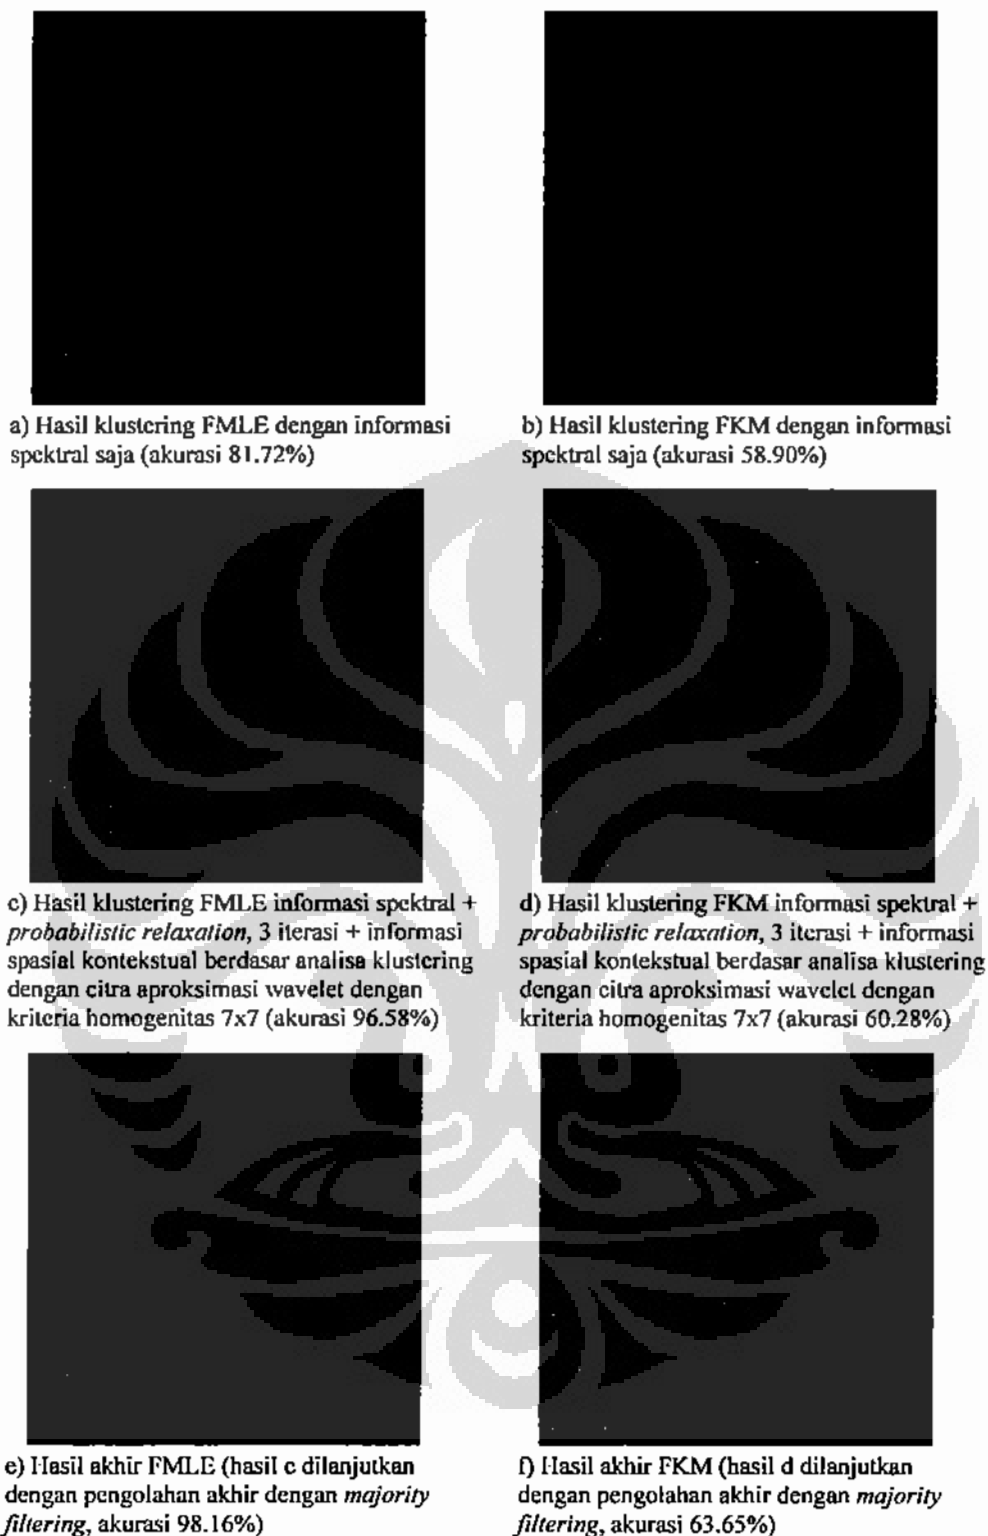 a) Hasil klustering FMLE dengan informasi
spektral saja (akurasi 81.72%)
b) Hasil klustering FKM dengan informasi
spektral saja (akurasi 58.90%)
c) Hasil klustering FMLE informasi spektral +
probabilistic relaxation, 3 iterasi + informasi
spasial kontekstual berdasar analisa klustering
dengan citra aproksimasi wavelet dengan
kriteria homogenitas 7x7 (akurasi 96.58%)
d) Hasil klustering FKM informasi spektral +
probabilistic relaxation, 3 iterasi + informasi
spasial kontekstual berdasar analisa klustering
dengan citra aproksimasi wavelet dengan
kriteria homogenitas 7x7 (akurasi 60.28%)
e) Hasil akhir FMLE (hasil c dilanjutkan
dengan pengolahan akhir dengan majority
filtering, akurasi 98.16%)
f) Hasil akhir FKM (hasil d dilanjutkan
dengan pengolahan akhir dengan majority
filtering, akurasi 63.65%)